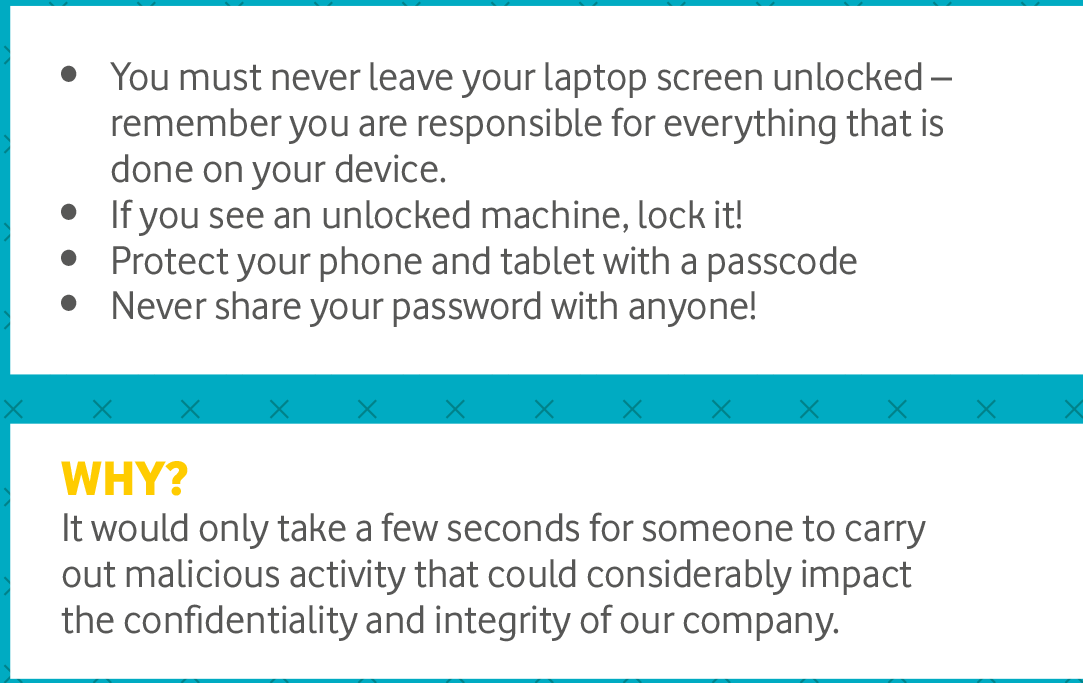 • You must never leave your laptop screen unlocked –
remember you are responsible for everything that is
done on your device.
• If you see an unlocked machine, lock it!
• Protect your phone and tablet with a passcode
• Never share your password with anyone!
WHY?
It would only take a few seconds for someone to carry
out malicious activity that could considerably impact
the confidentiality and integrity of our company.